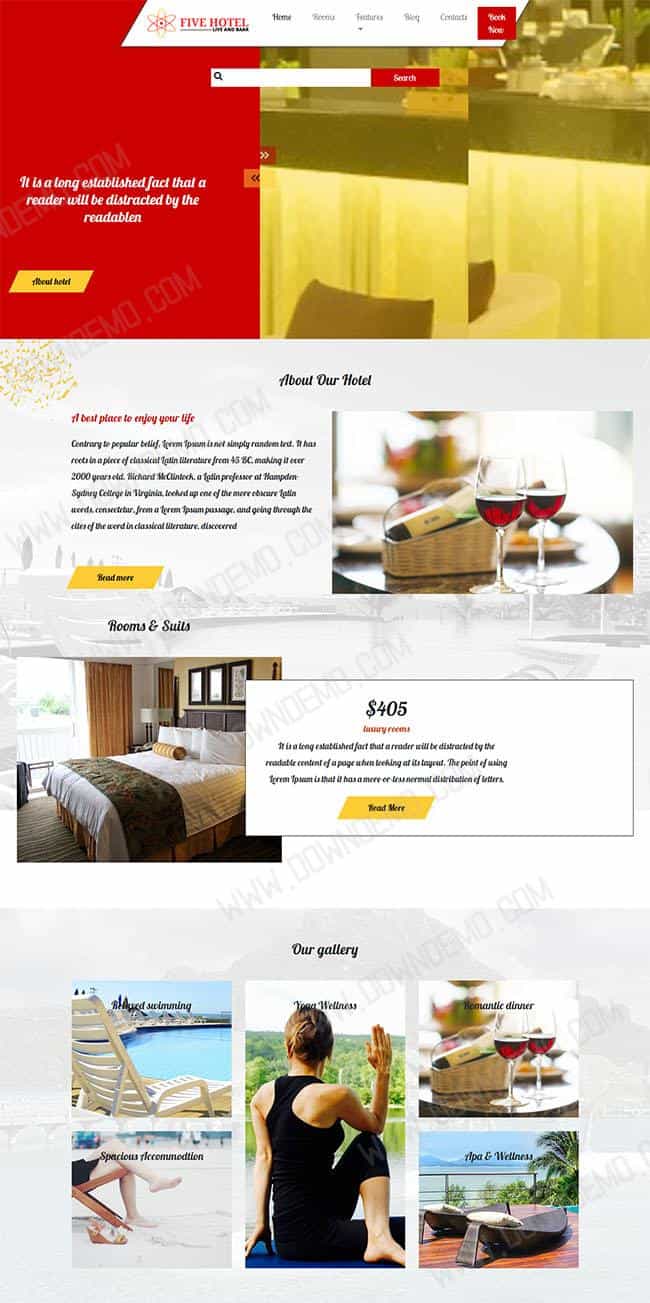 FIVE HOTEL
LIVE AND BANK
Home
Rooms
Features
Blog
Contacts
Book
Now
Search
It is a long established fact that a
reader will be distracted by the
readablen
About hotel
About Our Hotel
A best place to enjoy your life
Contrary to popular belief, Lorem Ipsum is not simply random text. It has
roots in a piece of classical Latin literature from 45 BC, making it over
2000 years old. Richard McClintock, a Latin professor at Hampden-
Sydney College in Virginia, looked up one of the more obscure Latin
words, consectetur, from a Lorem Ipsum passage, and going through the
cites of the word in classical literature, discovered
Read more
Rooms & Suits
$405
luxury rooms
It is a long established fact that a reader will be distracted by the
readable content of a page when looking at its layout. The point of using
Lorem Ipsum is that it has a more-or-less normal distribution of letters,
Read More
Our gallery
Relaxed swimming
Yoga Wellness
Romantic dinner
Spacious Accommodtion
Apa & Wellness
WWW.DOWNDEMO.COM